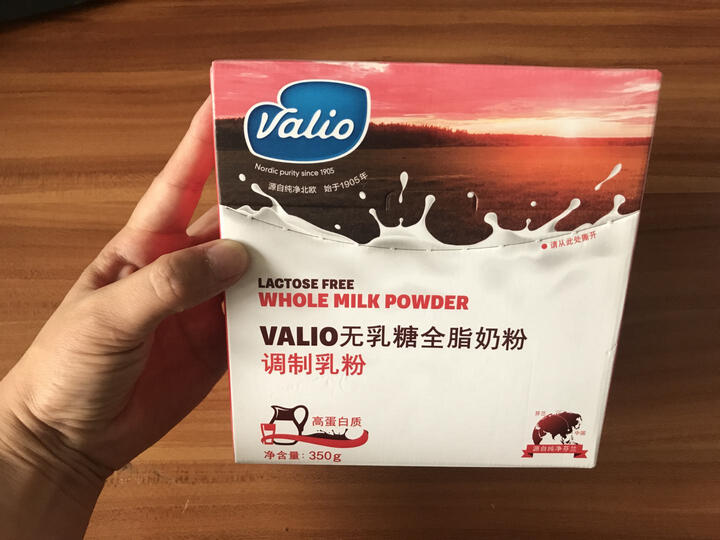 Valio
Nordic purity since 1905
源自纯净北欧 始于1905年
请从此处撕开
LACTOSE FREE
WHOLE MILK POWDER
VALIO无乳糖全脂奶粉
调制乳粉
高蛋白质
净含量：350g
芬兰
中国
源自纯净芬兰